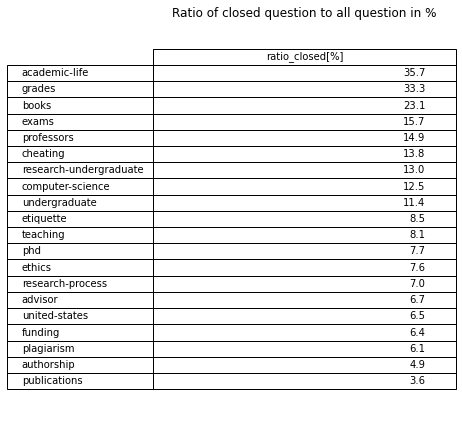 Ratio of closed question to all question in %
ratio_closed[%]
academic-life 35.7
grades 33.3
books 23.1
exams 15.7
professors 14.9
cheating 13.8
research-undergraduate 13.0
computer-science 12.5
undergraduate 11.4
etiquette 8.5
teaching 8.1
phd 7.7
ethics 7.6
research-process 7.0
advisor 6.7
united-states 6.5
funding 6.4
plagiarism 6.1
authorship 4.9
publications 3.6